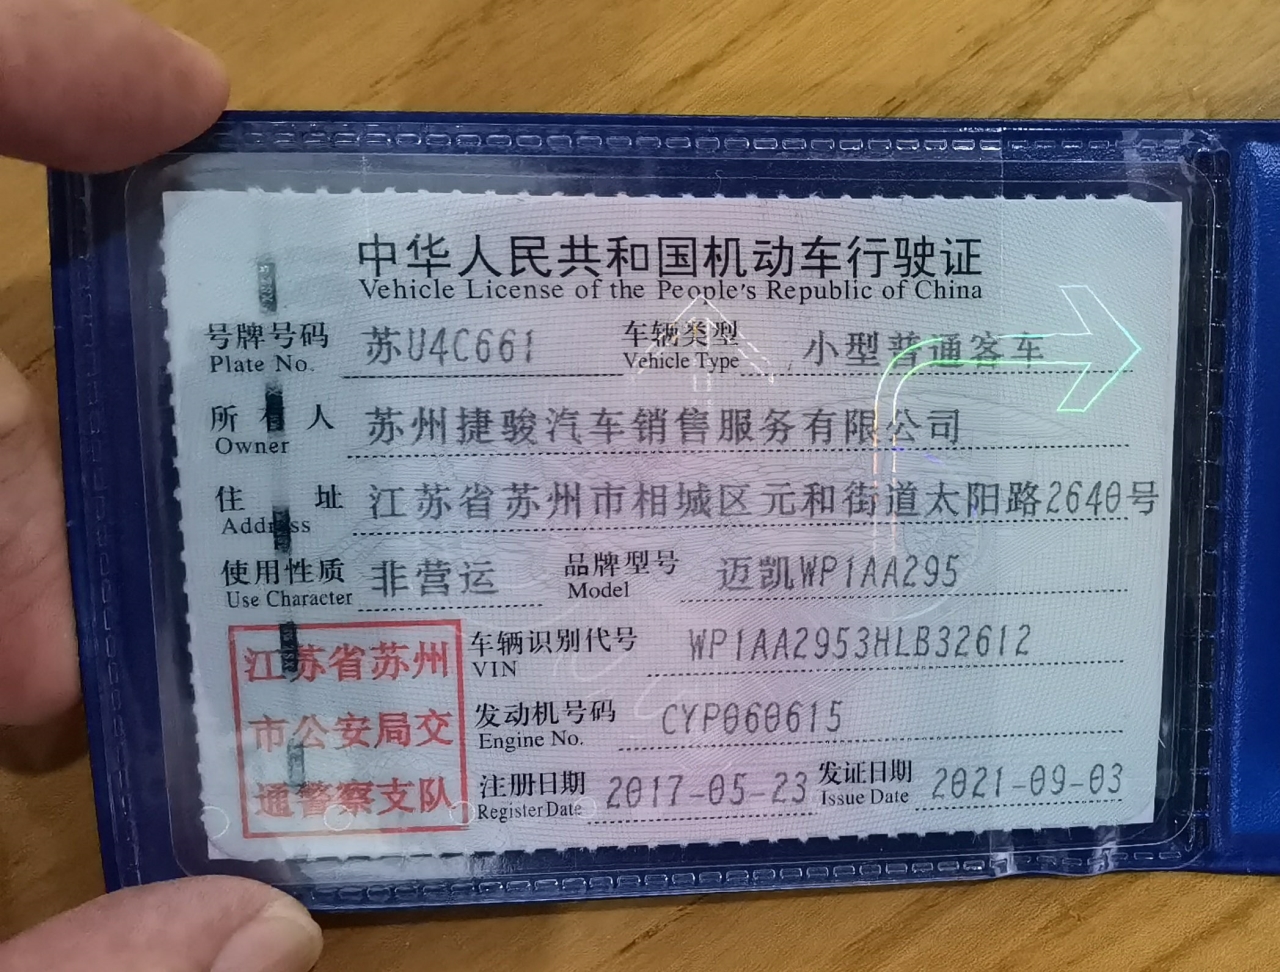 中华人民共和国机动车行驶证
Vehicle License of the People's Republic of China
号牌号码 苏U4C661 车辆类型 小型普通客车
Plate No. Vehicle Type
所有人 苏州捷骏汽车销售服务有限公司
Owner
住址 江苏省苏州市相城区元和街道太阳路2640号
Address
使用性质 非营运 品牌型号 迈凯WP1AA295
Use Character Model
江苏省苏州 车辆识别代号 WP1AA2953HLB32612
VIN
市公安局交 发动机号码 CYP060615
Engine No.
通警察支队 注册日期 2017-05-23 发证日期 2021-09-03
Register Date Issue Date